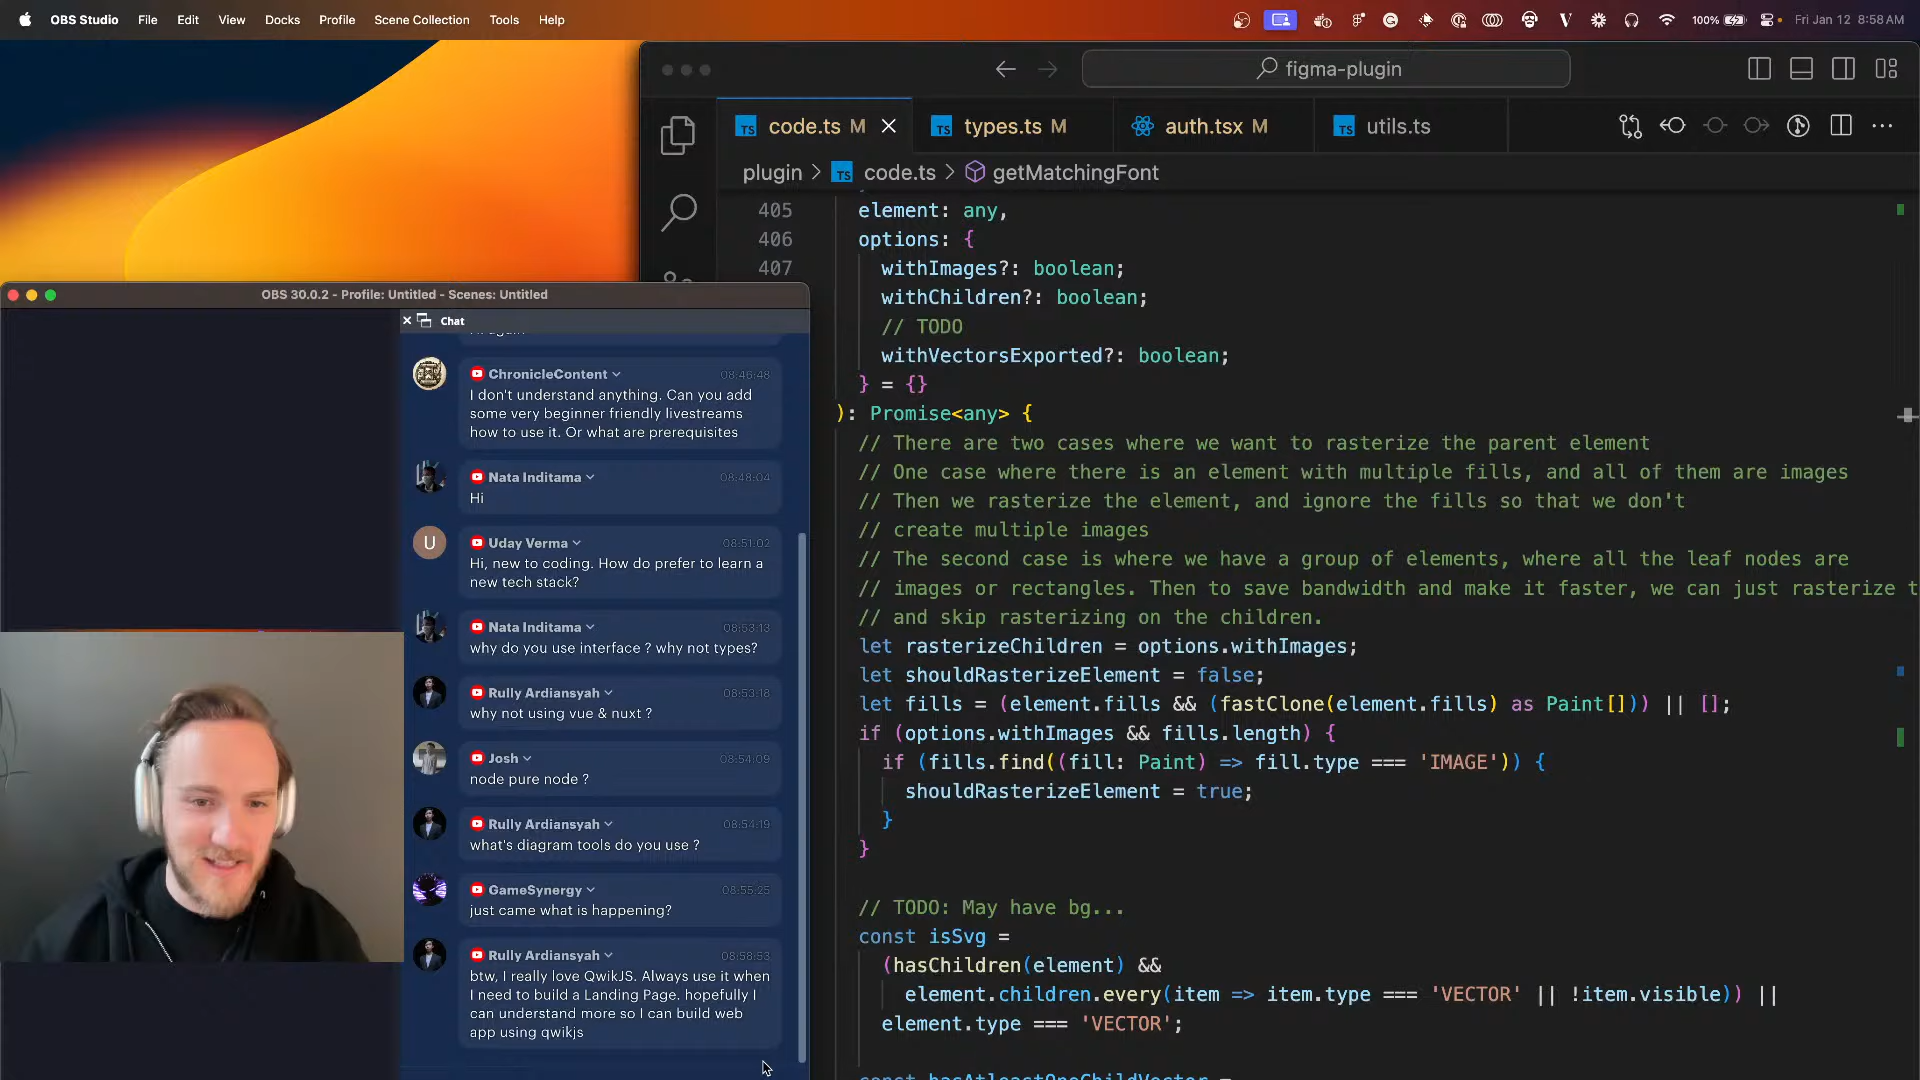 OBS Studio File Edit View Docks Profile Scene Collection Tools Help
100% Fri Jan 12 8:58 AM
figma-plugin
TS code.ts M
TS types.ts M
auth.tsx M
TS utils.ts
plugin > TS code.ts > getMatchingFont
405 element: any,
406 options: {
407 withImages?: boolean;
withChildren?: boolean;
// TODO
withVectorsExported?: boolean;
} = {}
): Promise<any> {
// There are two cases where we want to rasterize the parent element
// One case where there is an element with multiple fills, and all of them are images
// Then we rasterize the element, and ignore the fills so that we don't
// create multiple images
// The second case is where we have a group of elements, where all the leaf nodes are
// images or rectangles. Then to save bandwidth and make it faster, we can just rasterize t
// and skip rasterizing on the children.
let rasterizeChildren = options.withImages;
let shouldRasterizeElement = false;
let fills = (element.fills && (fastClone(element.fills) as Paint[])) || [];
if (options.withImages && fills.length) {
if (fills.find((fill: Paint) => fill.type === 'IMAGE')) {
shouldRasterizeElement = true;
}
}
// TODO: May have bg...
const isSvg =
(hasChildren(element) &&
element.children.every(item => item.type === 'VECTOR' || !item.visible)) ||
element.type === 'VECTOR';
const hasAtleastOneChildVector =
OBS 30.0.2 - Profile: Untitled - Scenes: Untitled
Chat
ChronicleContent 08:46:48
I don't understand anything. Can you add
some very beginner friendly livestreams
how to use it. Or what are prerequisites
Nata Inditama 08:48:04
Hi
U
Uday Verma 08:51:02
Hi, new to coding. How do prefer to learn a
new tech stack?
Nata Inditama 08:53:13
why do you use interface ? why not types?
Rully Ardiansyah 08:53:18
why not using vue & nuxt ?
Josh 08:54:09
node pure node ?
Rully Ardiansyah 08:54:19
what's diagram tools do you use ?
GameSynergy 08:55:25
just came what is happening?
Rully Ardiansyah 08:58:53
btw, I really love QwikJS. Always use it when
I need to build a Landing Page. hopefully I
can understand more so I can build web
app using qwikjs